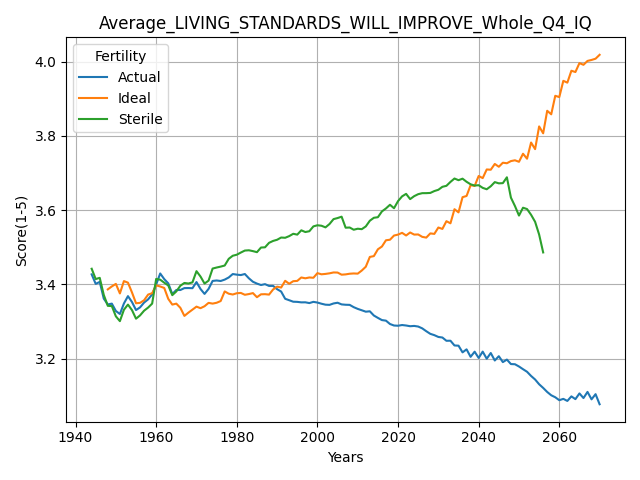 Average_LIVING_STANDARDS_WILL_IMPROVE_Whole_Q4_IQ
Fertility
Actual
Ideal
Sterile
Score(1-5)
4.0
3.8
3.6
3.4
3.2
1940 1960 1980 2000 2020 2040 2060
Years